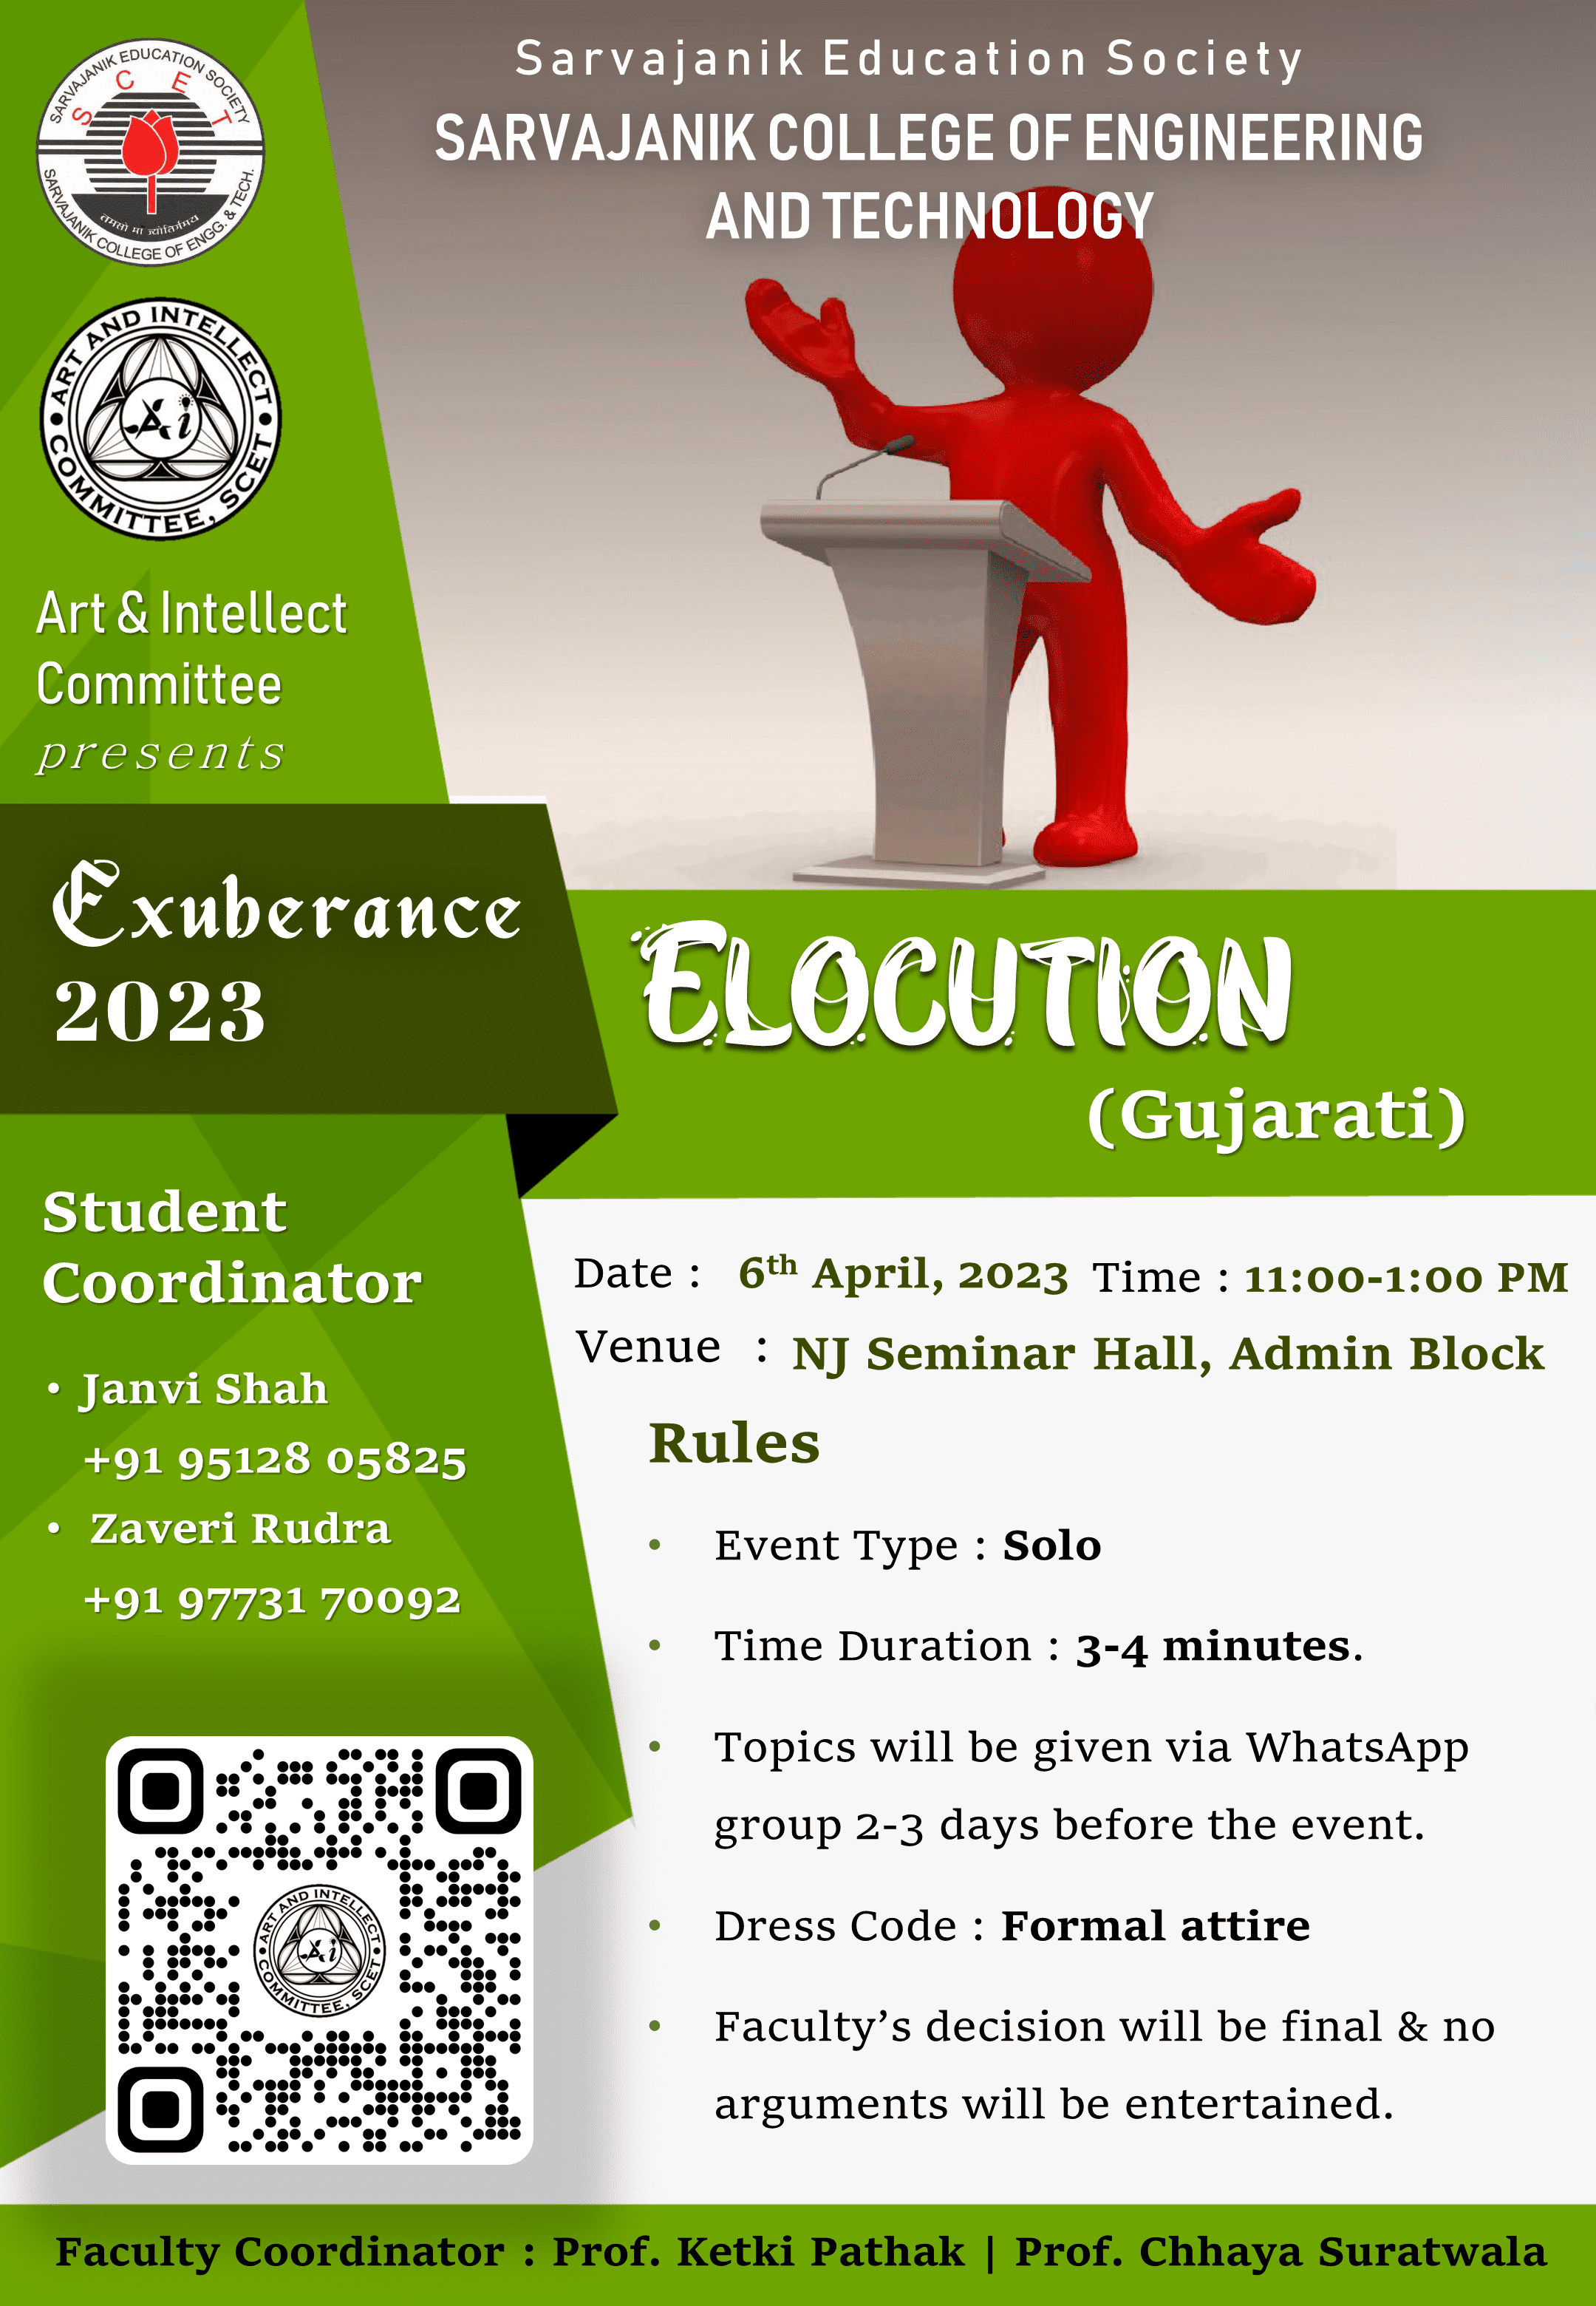 Sarvajanik Education Society
SARVAJANIK COLLEGE OF ENGINEERING
AND TECHNOLOGY
SARVAJANIK EDUCATION SOCIETY
S C E T
तमसो मा ज्योतिर्गमय
SARVAJANIK COLLEGE OF ENGG. & TECH.
ART AND INTELLECT
Ai
COMMITTEE, SCET
Art & Intellect
Committee
presents
Exuberance
2023
ELOCUTION
(Gujarati)
Student
Coordinator
• Janvi Shah
+91 95128 05825
• Zaveri Rudra
+91 97731 70092
ART AND INTELLECT
Ai
COMMITTEE, SCET
Date : 6th April, 2023 Time : 11:00-1:00 PM
Venue : NJ Seminar Hall, Admin Block
Rules
• Event Type : Solo
• Time Duration : 3-4 minutes.
• Topics will be given via WhatsApp
group 2-3 days before the event.
• Dress Code : Formal attire
• Faculty’s decision will be final & no
arguments will be entertained.
Faculty Coordinator : Prof. Ketki Pathak | Prof. Chhaya Suratwala